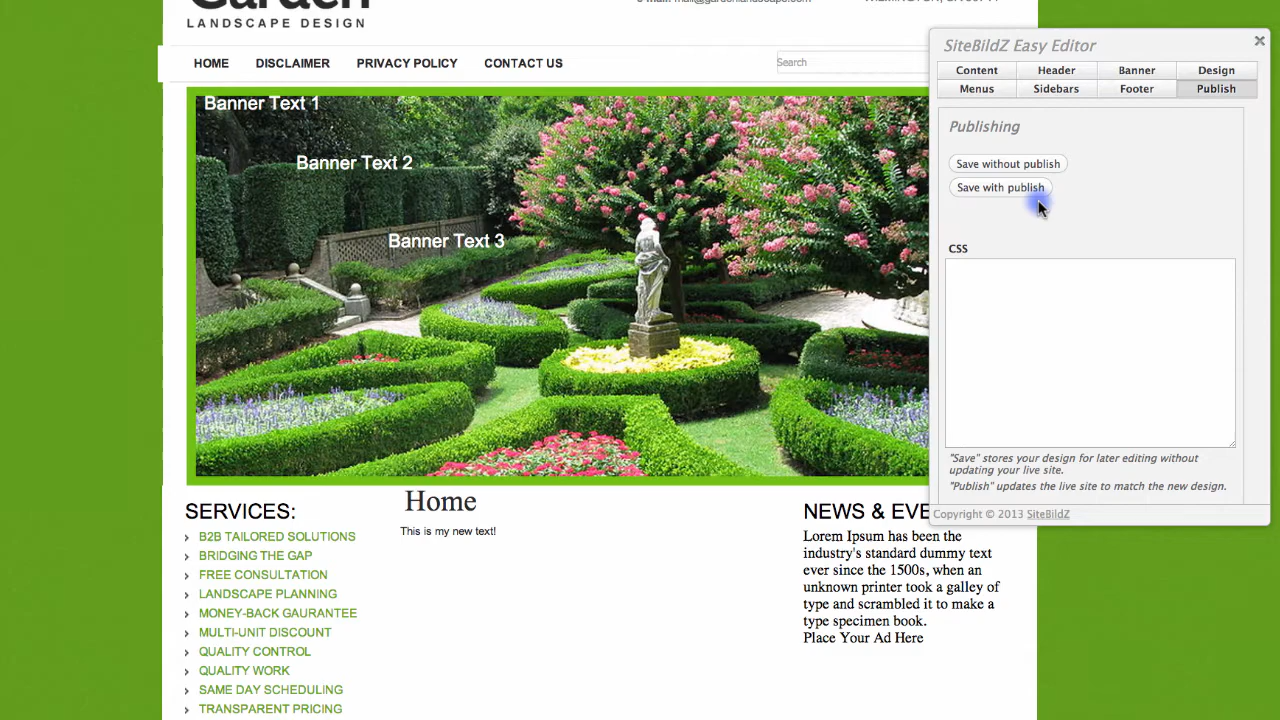 LANDSCAPE DESIGN
HOME DISCLAIMER PRIVACY POLICY CONTACT US
Search
Banner Text 1
Banner Text 2
Banner Text 3
SERVICES:
B2B TAILORED SOLUTIONS
BRIDGING THE GAP
FREE CONSULTATION
LANDSCAPE PLANNING
MONEY-BACK GAURANTEE
MULTI-UNIT DISCOUNT
QUALITY CONTROL
QUALITY WORK
SAME DAY SCHEDULING
TRANSPARENT PRICING
Home
This is my new text!
NEWS & EVE
Lorem Ipsum has been the
industry's standard dummy text
ever since the 1500s, when an
unknown printer took a galley of
type and scrambled it to make a
type specimen book.
Place Your Ad Here
SiteBildZ Easy Editor
Content Header Banner Design
Menus Sidebars Footer Publish
Publishing
Save without publish
Save with publish
CSS
"Save" stores your design for later editing without
updating your live site.
"Publish" updates the live site to match the new design.
Copyright © 2013 SiteBildZ